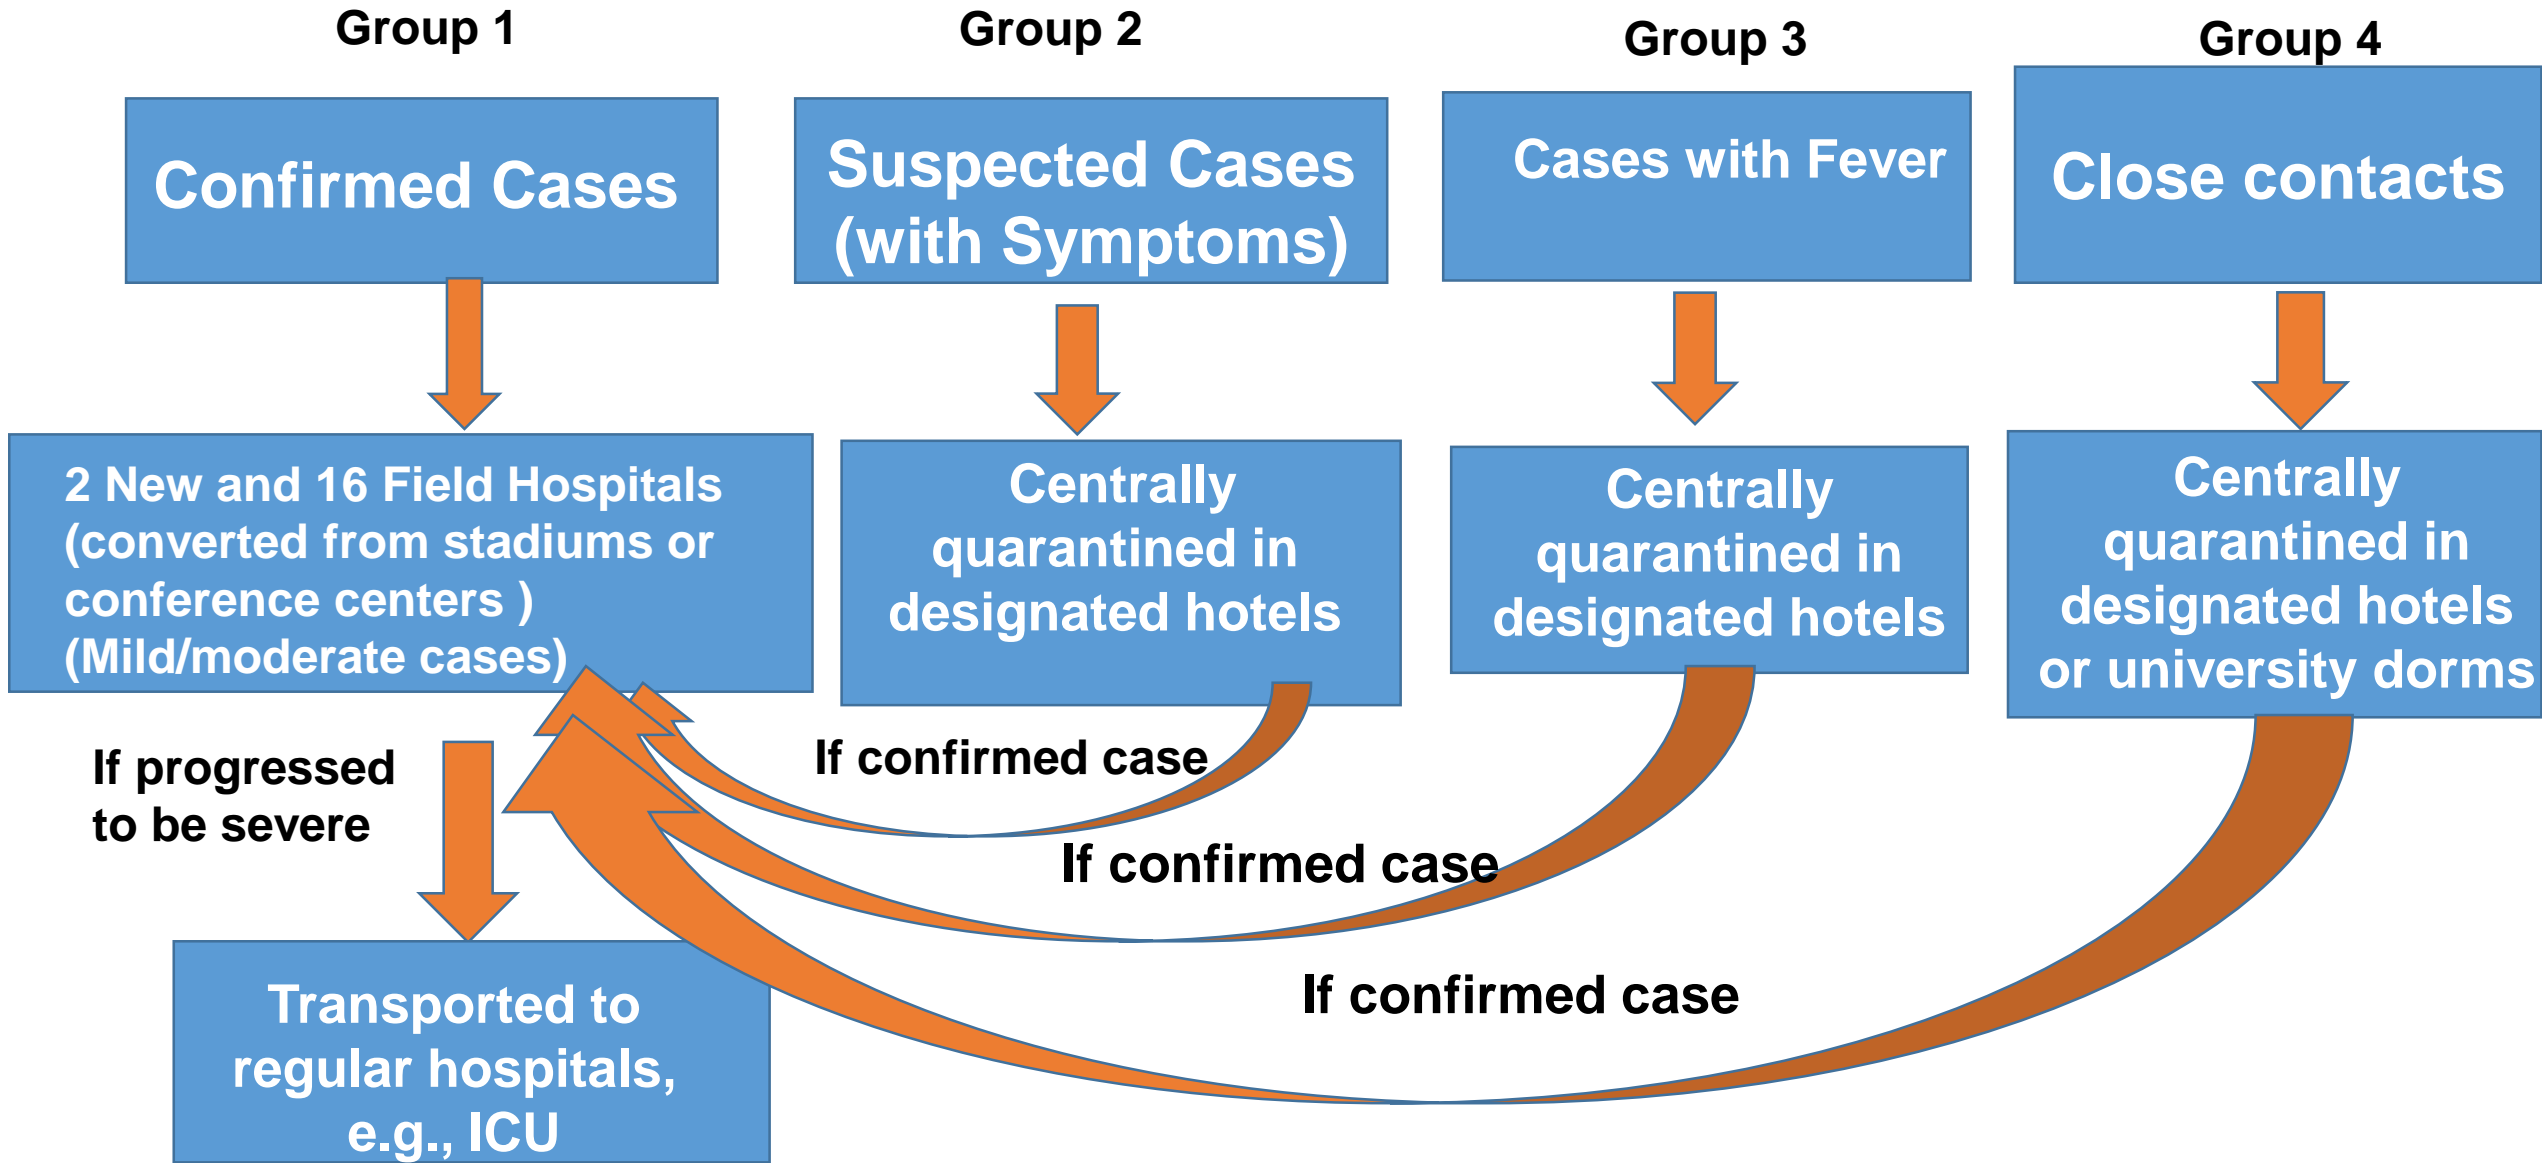 Group 1
Group 2
Group 3
Group 4
Confirmed Cases
Suspected Cases
(with Symptoms)
Cases with Fever
Close contacts
2 New and 16 Field Hospitals
(converted from stadiums or
conference centers )
(Mild/moderate cases)
Centrally
quarantined in
designated hotels
Centrally
quarantined in
designated hotels
Centrally
quarantined in
designated hotels
or university dorms
If progressed
to be severe
If confirmed case
If confirmed case
If confirmed case
Transported to
regular hospitals,
e.g., ICU